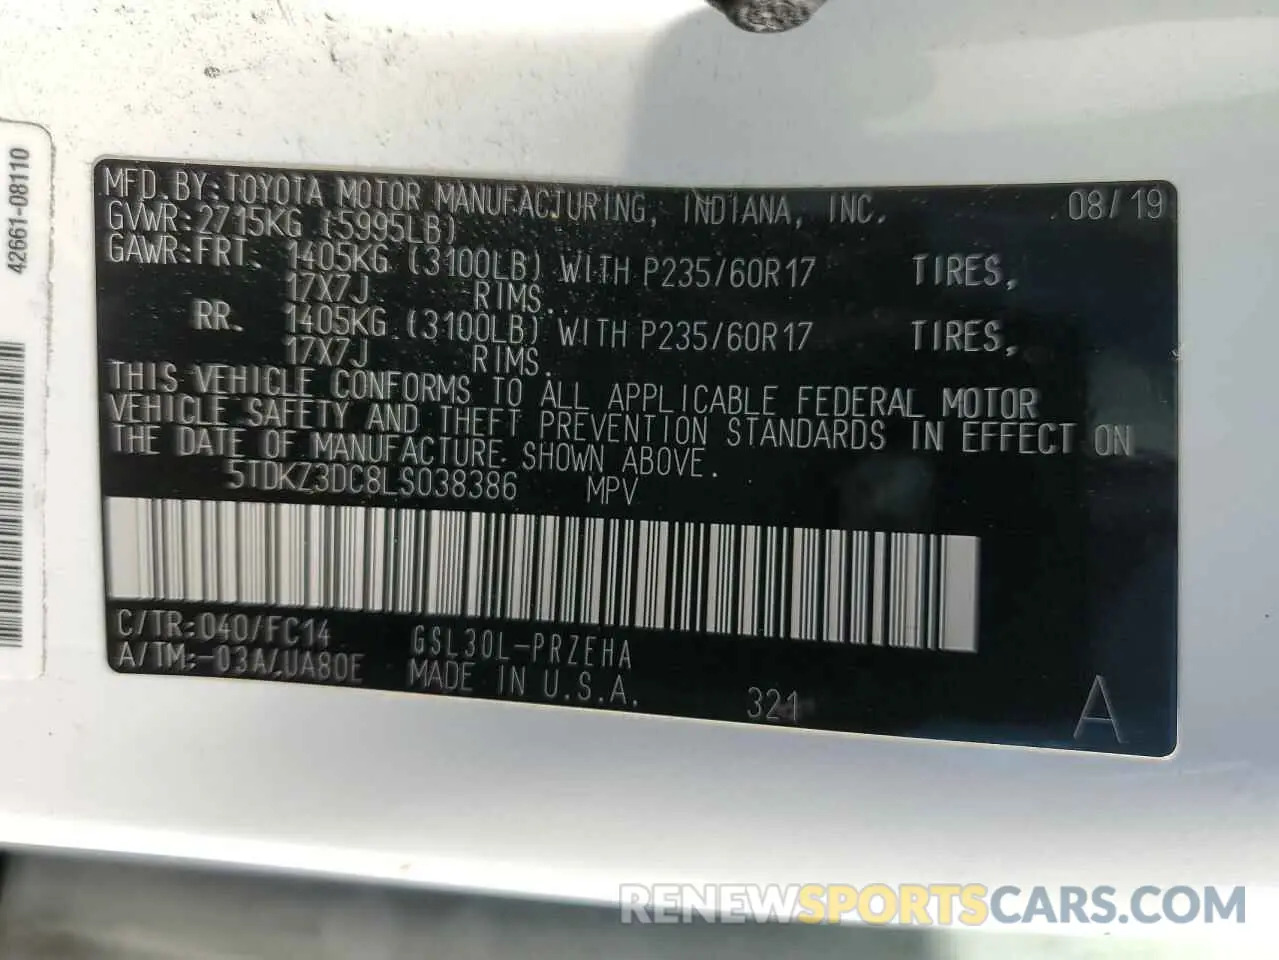 42661-08110
MFD. BY: TOYOTA MOTOR MANUFACTURING, INDIANA, INC. 08/19
GVWR: 2715KG (5995LB)
GAWR: FRT. 1405KG (3100LB) WITH P235/60R17 TIRES,
17X7J RIMS.
RR. 1405KG (3100LB) WITH P235/60R17 TIRES,
17X7J RIMS.
THIS VEHICLE CONFORMS TO ALL APPLICABLE FEDERAL MOTOR
VEHICLE SAFETY AND THEFT PREVENTION STANDARDS IN EFFECT ON
THE DATE OF MANUFACTURE SHOWN ABOVE.
5TDKZ3DC8LS038386 MPV
C/TR: 040/FC14 GSL30L-PRZEHA
A/TM: -03A/UA80E MADE IN U.S.A. 321 A
RENEWSPORTSCARS.COM